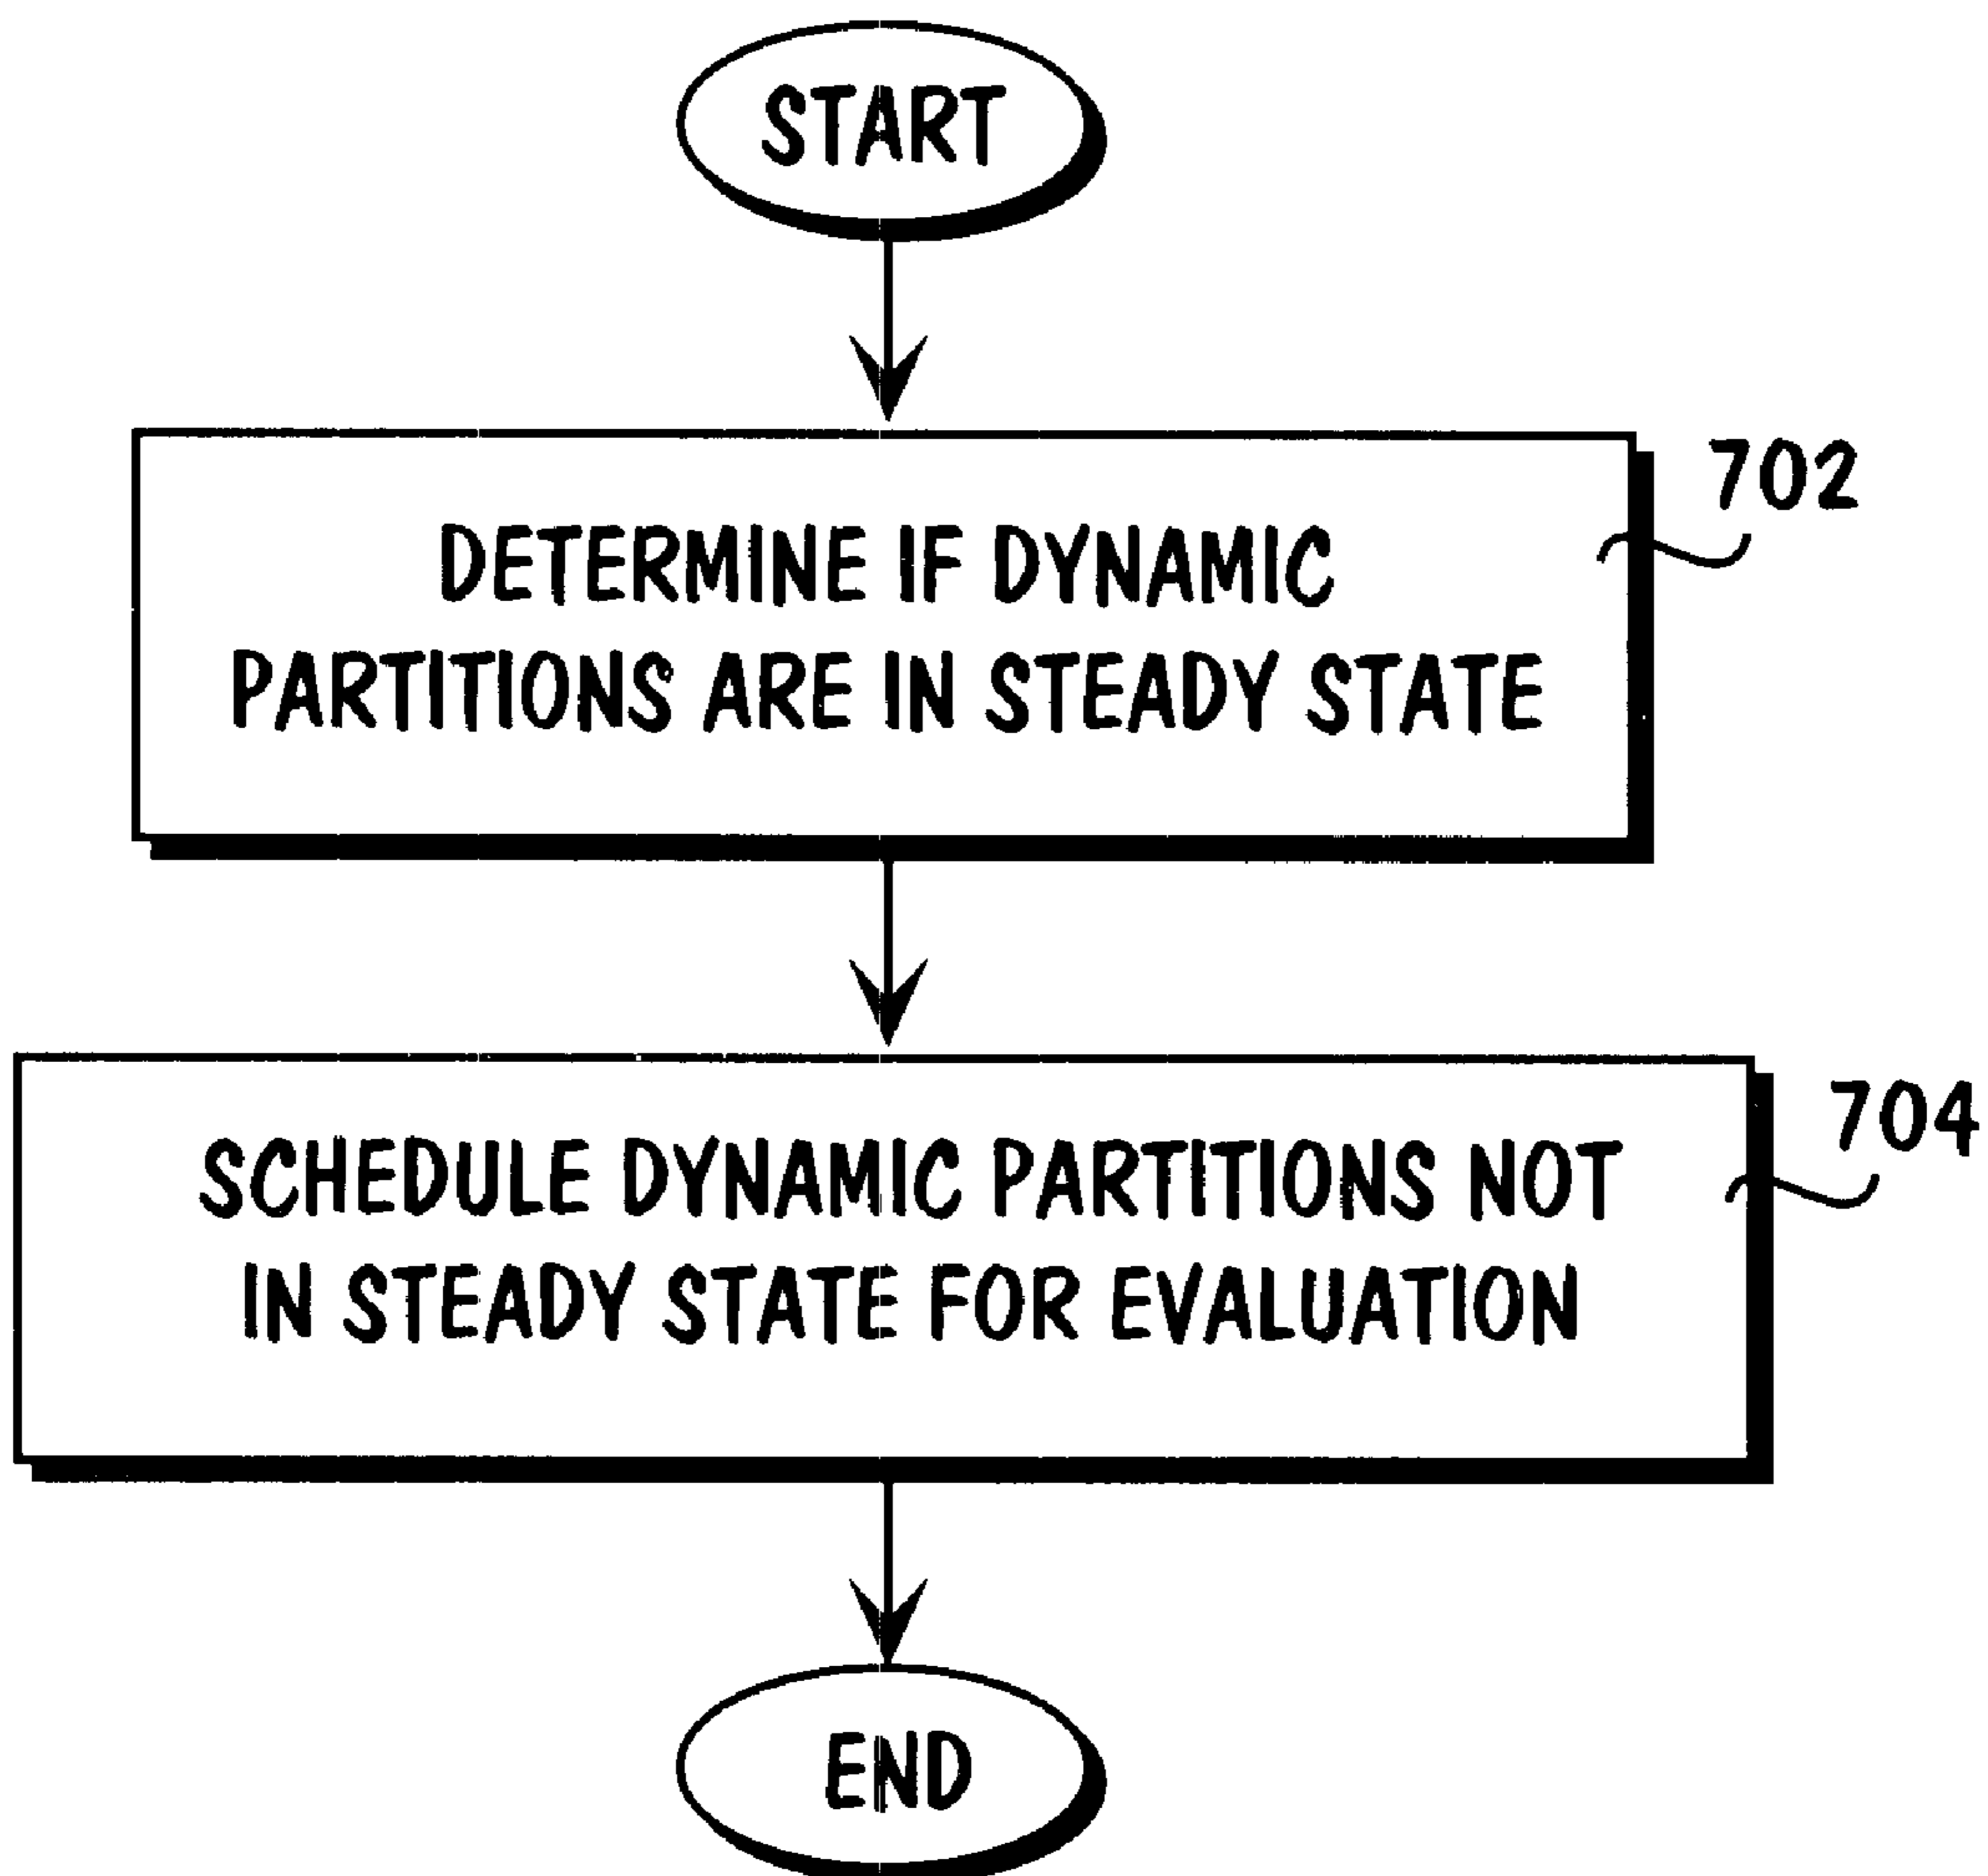 START
702
DETERMINE IF DYNAMIC
PARTITIONS ARE IN STEADY STATE
704
SCHEDULE DYNAMIC PARTITIONS NOT
IN STEADY STATE FOR EVALUATION
END